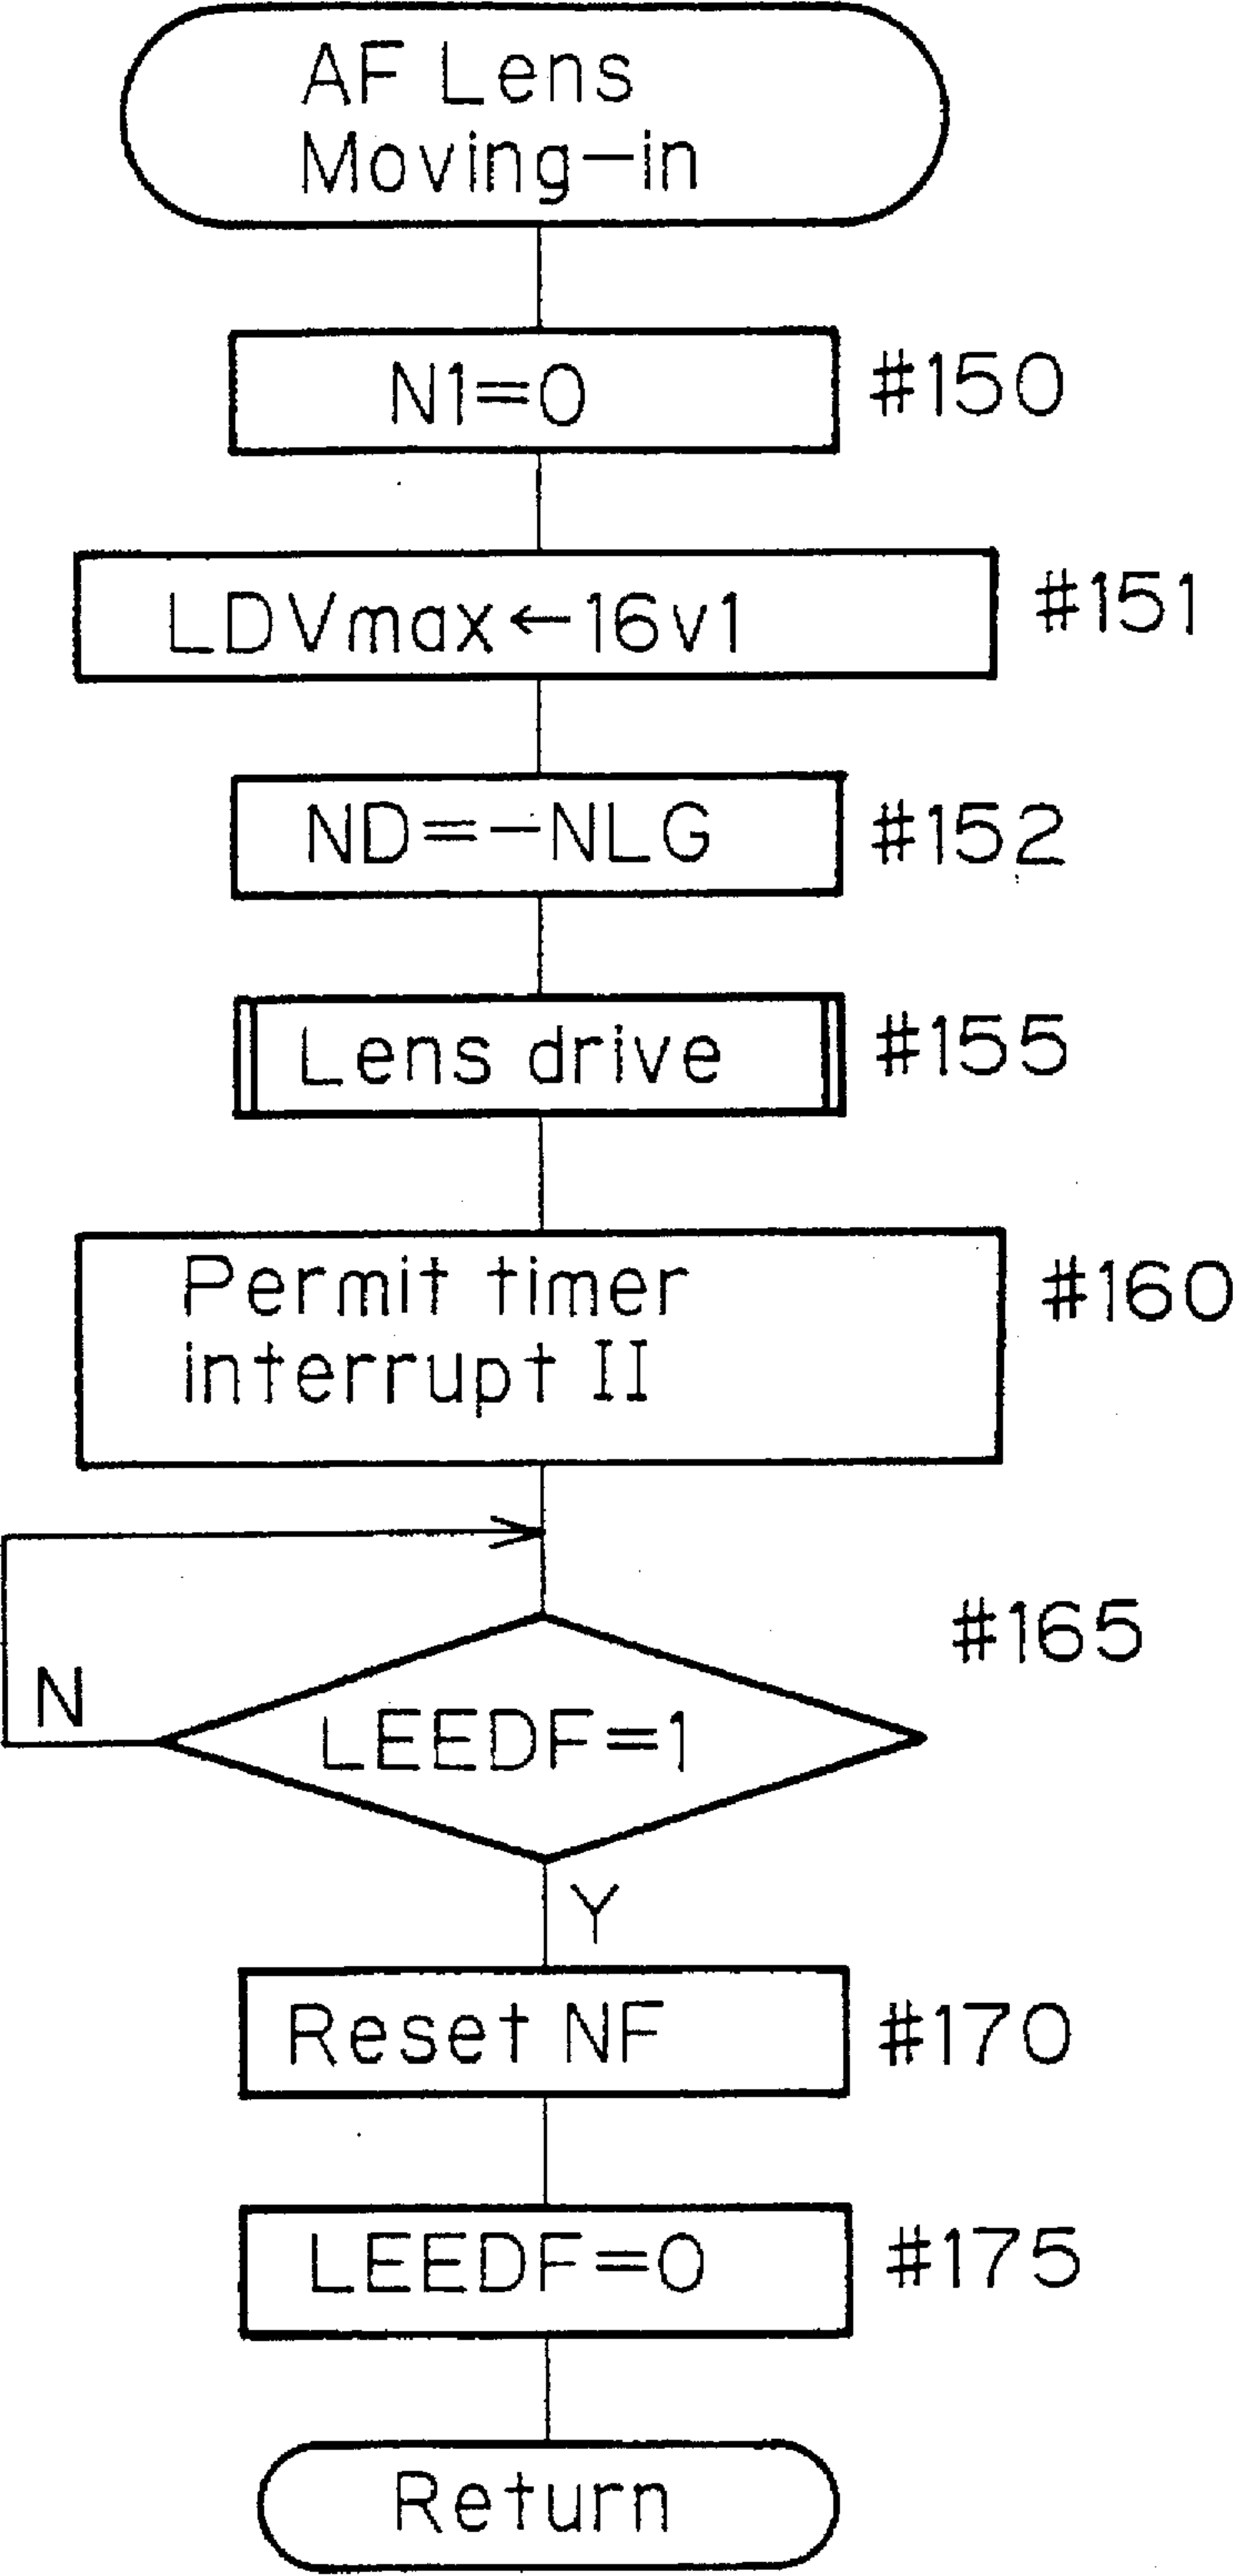 AF Lens
Moving-in
N1=0
#150
LDVmax←16v1
#151
ND=-NLG
#152
Lens drive
#155
Permit timer
interrupt II
#160
#165
N
LEEDF=1
Y
Reset NF
#170
LEEDF=0
#175
Return